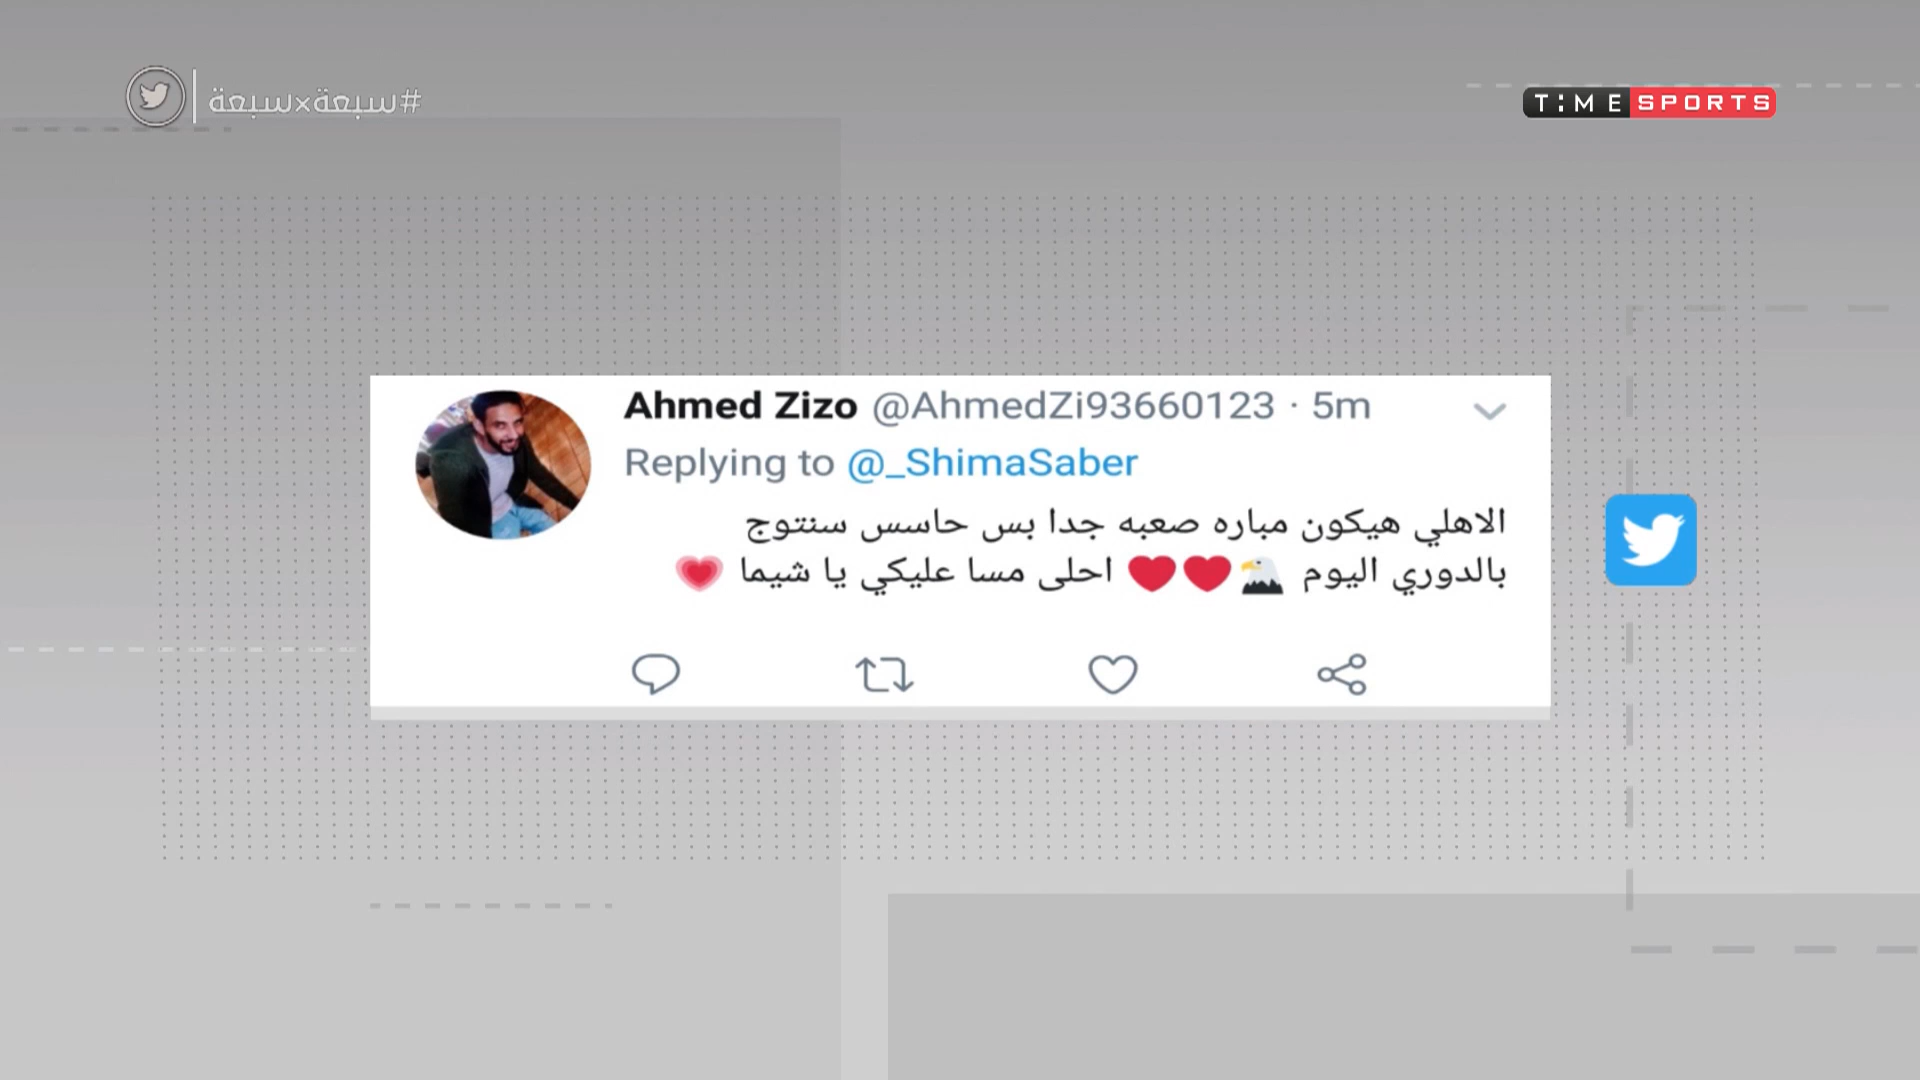 #سبعة×سبعة
TIME SPORTS
Ahmed Zizo @AhmedZi93660123 · 5m
Replying to @_ShimaSaber
الاهلي هيكون مباره صعبه جدا بس حاسس سنتوج
بالدوري اليوم 🦅❤❤ احلى مسا عليكي يا شيما 💗